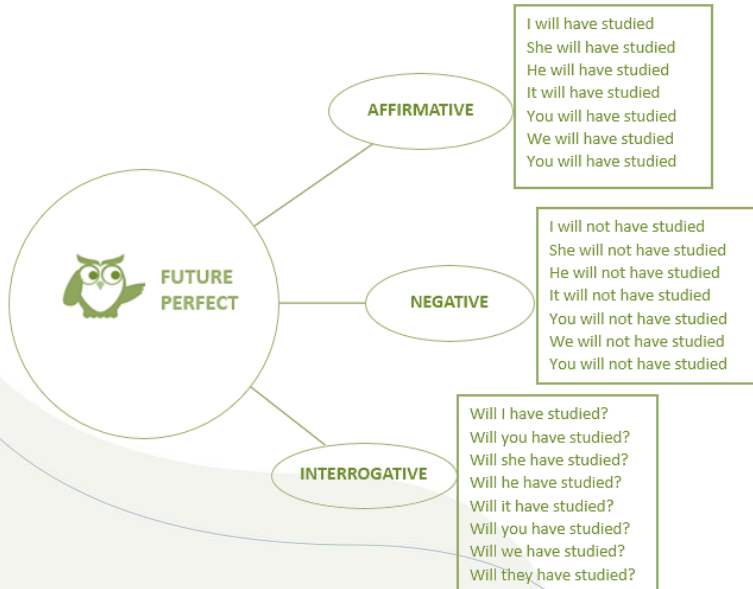 FUTURE
PERFECT
AFFIRMATIVE
I will have studied
She will have studied
He will have studied
It will have studied
You will have studied
We will have studied
You will have studied
NEGATIVE
I will not have studied
She will not have studied
He will not have studied
It will not have studied
You will not have studied
We will not have studied
You will not have studied
INTERROGATIVE
Will I have studied?
Will you have studied?
Will she have studied?
Will he have studied?
Will it have studied?
Will you have studied?
Will we have studied?
Will they have studied?